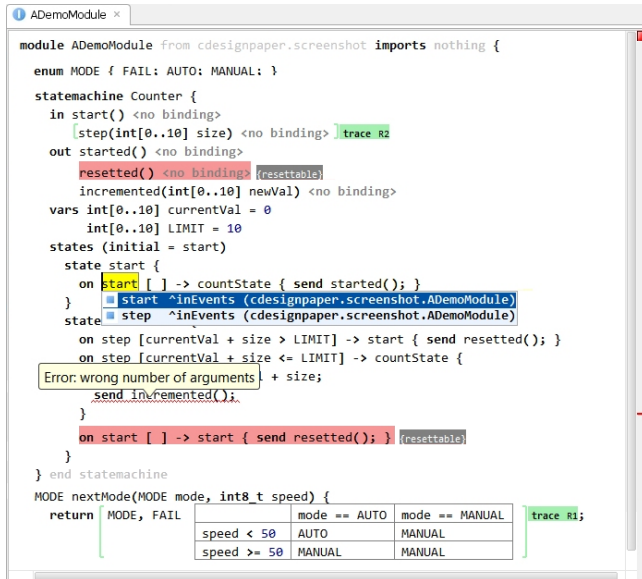 ADemoModule ×
module ADemoModule from cdesignpaper.screenshot imports nothing {
enum MODE { FAIL; AUTO; MANUAL; }
statemachine Counter {
in start() <no binding>
step(int[0..10] size) <no binding> trace R2
out started() <no binding>
resetted() <no binding> {resettable}
incremented(int[0..10] newVal) <no binding>
vars int[0..10] currentVal = 0
int[0..10] LIMIT = 10
states (initial = start)
state start {
on start [ ] -> countState { send started(); }
start ^inEvents (cdesignpaper.screenshot.ADemoModule)
}
step ^inEvents (cdesignpaper.screenshot.ADemoModule)
state {
on step [currentVal + size > LIMIT] -> start { send resetted(); }
on step [currentVal + size <= LIMIT] -> countState {
Error: wrong number of arguments l + size;
send incremented();
}
on start [ ] -> start { send resetted(); } {resettable}
}
} end statemachine
MODE nextMode(MODE mode, int8_t speed) {
return MODE, FAIL mode == AUTO mode == MANUAL trace R1;
speed < 50 AUTO MANUAL
speed >= 50 MANUAL MANUAL